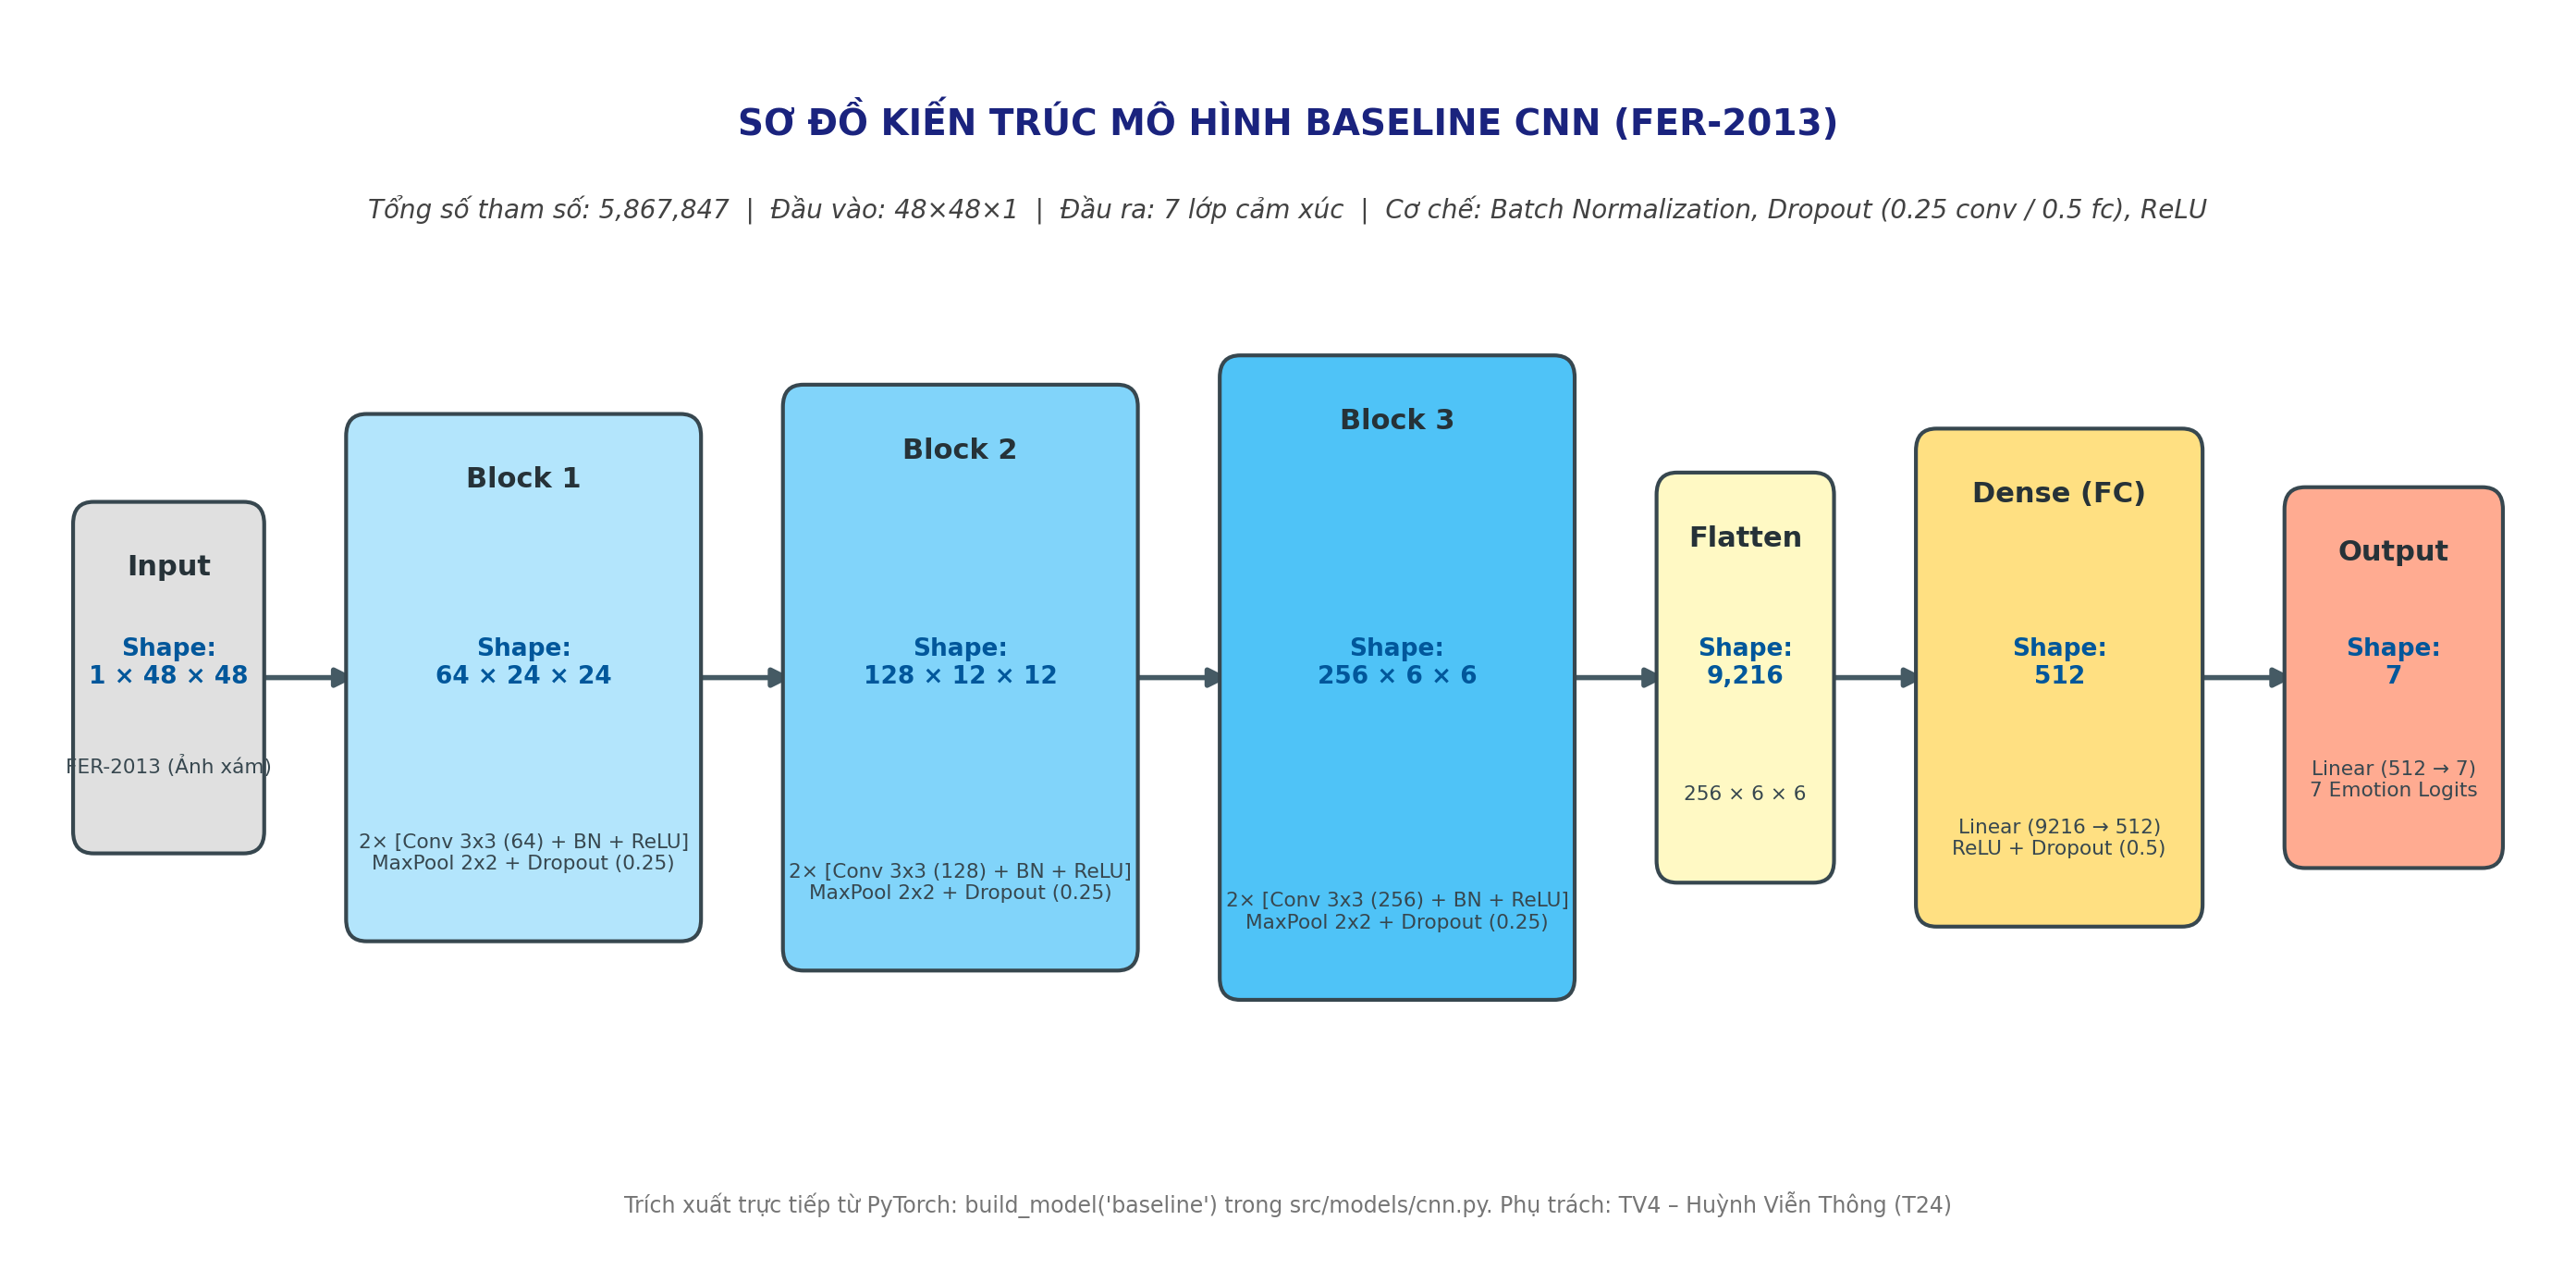 SƠ ĐỒ KIẾN TRÚC MÔ HÌNH BASELINE CNN (FER-2013)
Tổng số tham số: 5,867,847 | Đầu vào: 48×48×1 | Đầu ra: 7 lớp cảm xúc | Cơ chế: Batch Normalization, Dropout (0.25 conv / 0.5 fc), ReLU
Input
Shape:
1 × 48 × 48
FER-2013 (Ảnh xám)
Block 1
Shape:
64 × 24 × 24
2× [Conv 3x3 (64) + BN + ReLU]
MaxPool 2x2 + Dropout (0.25)
Block 2
Shape:
128 × 12 × 12
2× [Conv 3x3 (128) + BN + ReLU]
MaxPool 2x2 + Dropout (0.25)
Block 3
Shape:
256 × 6 × 6
2× [Conv 3x3 (256) + BN + ReLU]
MaxPool 2x2 + Dropout (0.25)
Flatten
Shape:
9,216
256 × 6 × 6
Dense (FC)
Shape:
512
Linear (9216 → 512)
ReLU + Dropout (0.5)
Output
Shape:
7
Linear (512 → 7)
7 Emotion Logits
Trích xuất trực tiếp từ PyTorch: build_model('baseline') trong src/models/cnn.py. Phụ trách: TV4 – Huỳnh Viễn Thông (T24)